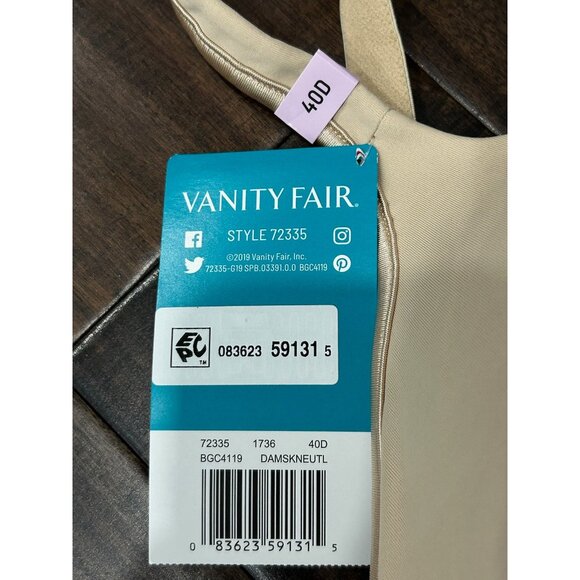 40D
VANITY FAIR®
STYLE 72335
©2019 Vanity Fair, Inc.
72335-G19 SPB.03391.0.0 BGC4119
EPC™
083623 59131 5
72335 1736 40D
BGC4119 DAMSKNEUTL
0 83623 59131 5